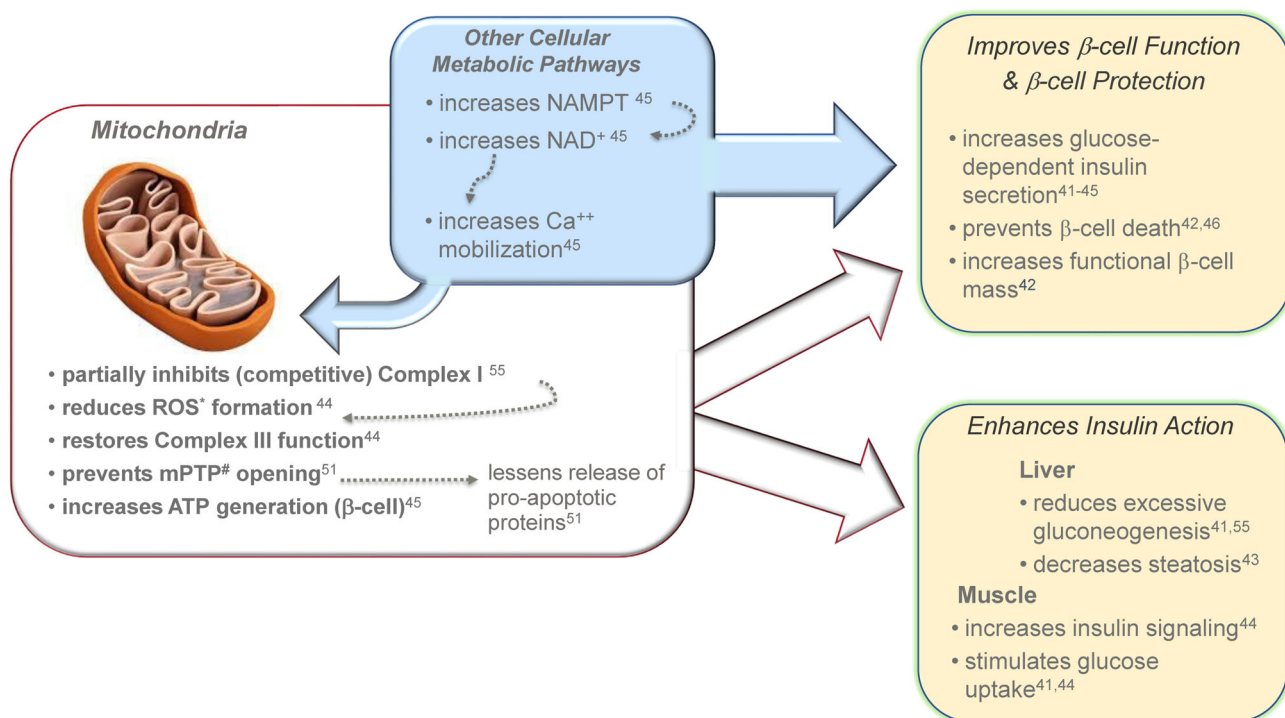 Other Cellular
Metabolic Pathways
• increases NAMPT 45
• increases NAD+ 45
• increases Ca++
mobilization45
Mitochondria
• partially inhibits (competitive) Complex I 55
• reduces ROS* formation 44
• restores Complex III function44
• prevents mPTP# opening51
• increases ATP generation (β-cell)45
lessens release of
pro-apoptotic
proteins51
Improves β-cell Function
& β-cell Protection
• increases glucose-
dependent insulin
secretion41-45
• prevents β-cell death42,46
• increases functional β-cell
mass42
Enhances Insulin Action
Liver
• reduces excessive
gluconeogenesis41,55
• decreases steatosis43
Muscle
• increases insulin signaling44
• stimulates glucose
uptake41,44